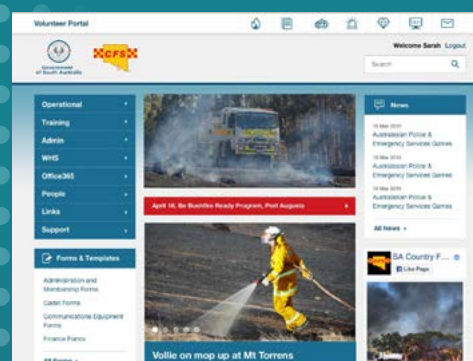 Volunteer Portal
Government
of South Australia
CFS
Welcome Sarah Logout
Search
Operational
Training
Admin
WHS
Office365
People
Links
Support
Forms & Templates
Administration and
Membership Forms
Cadet Forms
Communications Equipment
Forms
Finance Forms
All Forms
April 16, Be Bushfire Ready Program, Port Augusta
Vollie on mop up at Mt Torrens
News
Australasian Police &
Emergency Services Games
Australasian Police &
Emergency Services Games
Australasian Police &
Emergency Services Games
All News
SA Country F...
Like Page